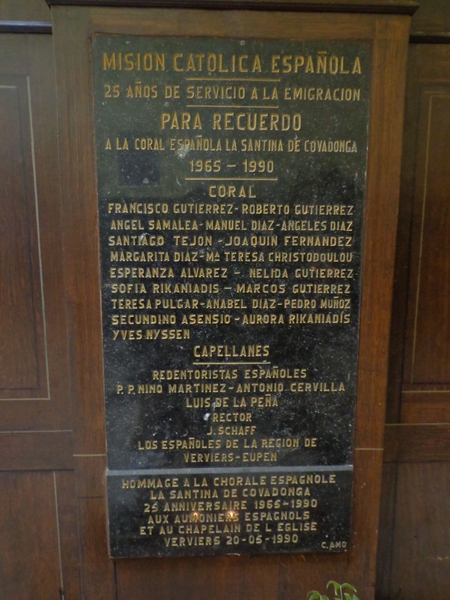 MISION CATOLICA ESPAÑOLA
25 AÑOS DE SERVICIO A LA EMIGRACION
PARA RECUERDO
A LA CORAL ESPAÑOLA LA SANTINA DE COVADONGA
1965 - 1990
CORAL
FRANCISCO GUTIERREZ - ROBERTO GUTIERREZ
ANGEL SAMALEA - MANUEL DIAZ - ANGELES DIAZ
SANTIAGO TEJON - JOAQUIN FERNANDEZ
MARGARITA DIAZ - Mª TERESA CHRISTOBOULOU
ESPERANZA ALVAREZ - NELIDA GUTIERREZ
SOFIA RIKANIADIS - MARCOS GUTIERREZ
TERESA PULGAR - ANABEL DIAZ - PEDRO MUÑOZ
SECUNDINO ASENSIO - AURORA RIKANIADIS
YVES NYSSEN
CAPELLANES
REDENTORISTAS ESPAÑOLES
P.P. NINO MARTINEZ - ANTONIO CERVILLA
LUIS DE LA PEÑA
RECTOR
J. SCHAFF
LOS ESPAÑOLES DE LA REGION DE
VERVIERS - EUPEN
HOMMAGE A LA CHORALE ESPAGNOLE
LA SANTINA DE COVADONGA
25 ANNIVERSAIRE 1965-1990
AUX AUMONIERS ESPAGNOLS
ET AU CHAPELAIN DE L EGLISE
VERVIERS 20-05-1990
C. AMO